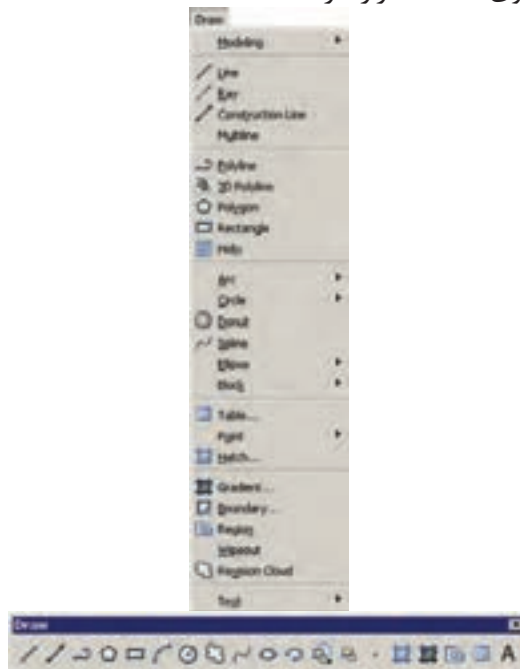 Draw
Modeling
Line
Ray
Construction Line
Multiline
Polyline
3D Polyline
Polygon
Rectangle
Helix
Arc
Circle
Donut
Spline
Ellipse
Block
Table...
Point
Hatch...
Gradient...
Boundary...
Region
Wipeout
Revision Cloud
Text
Draw
A